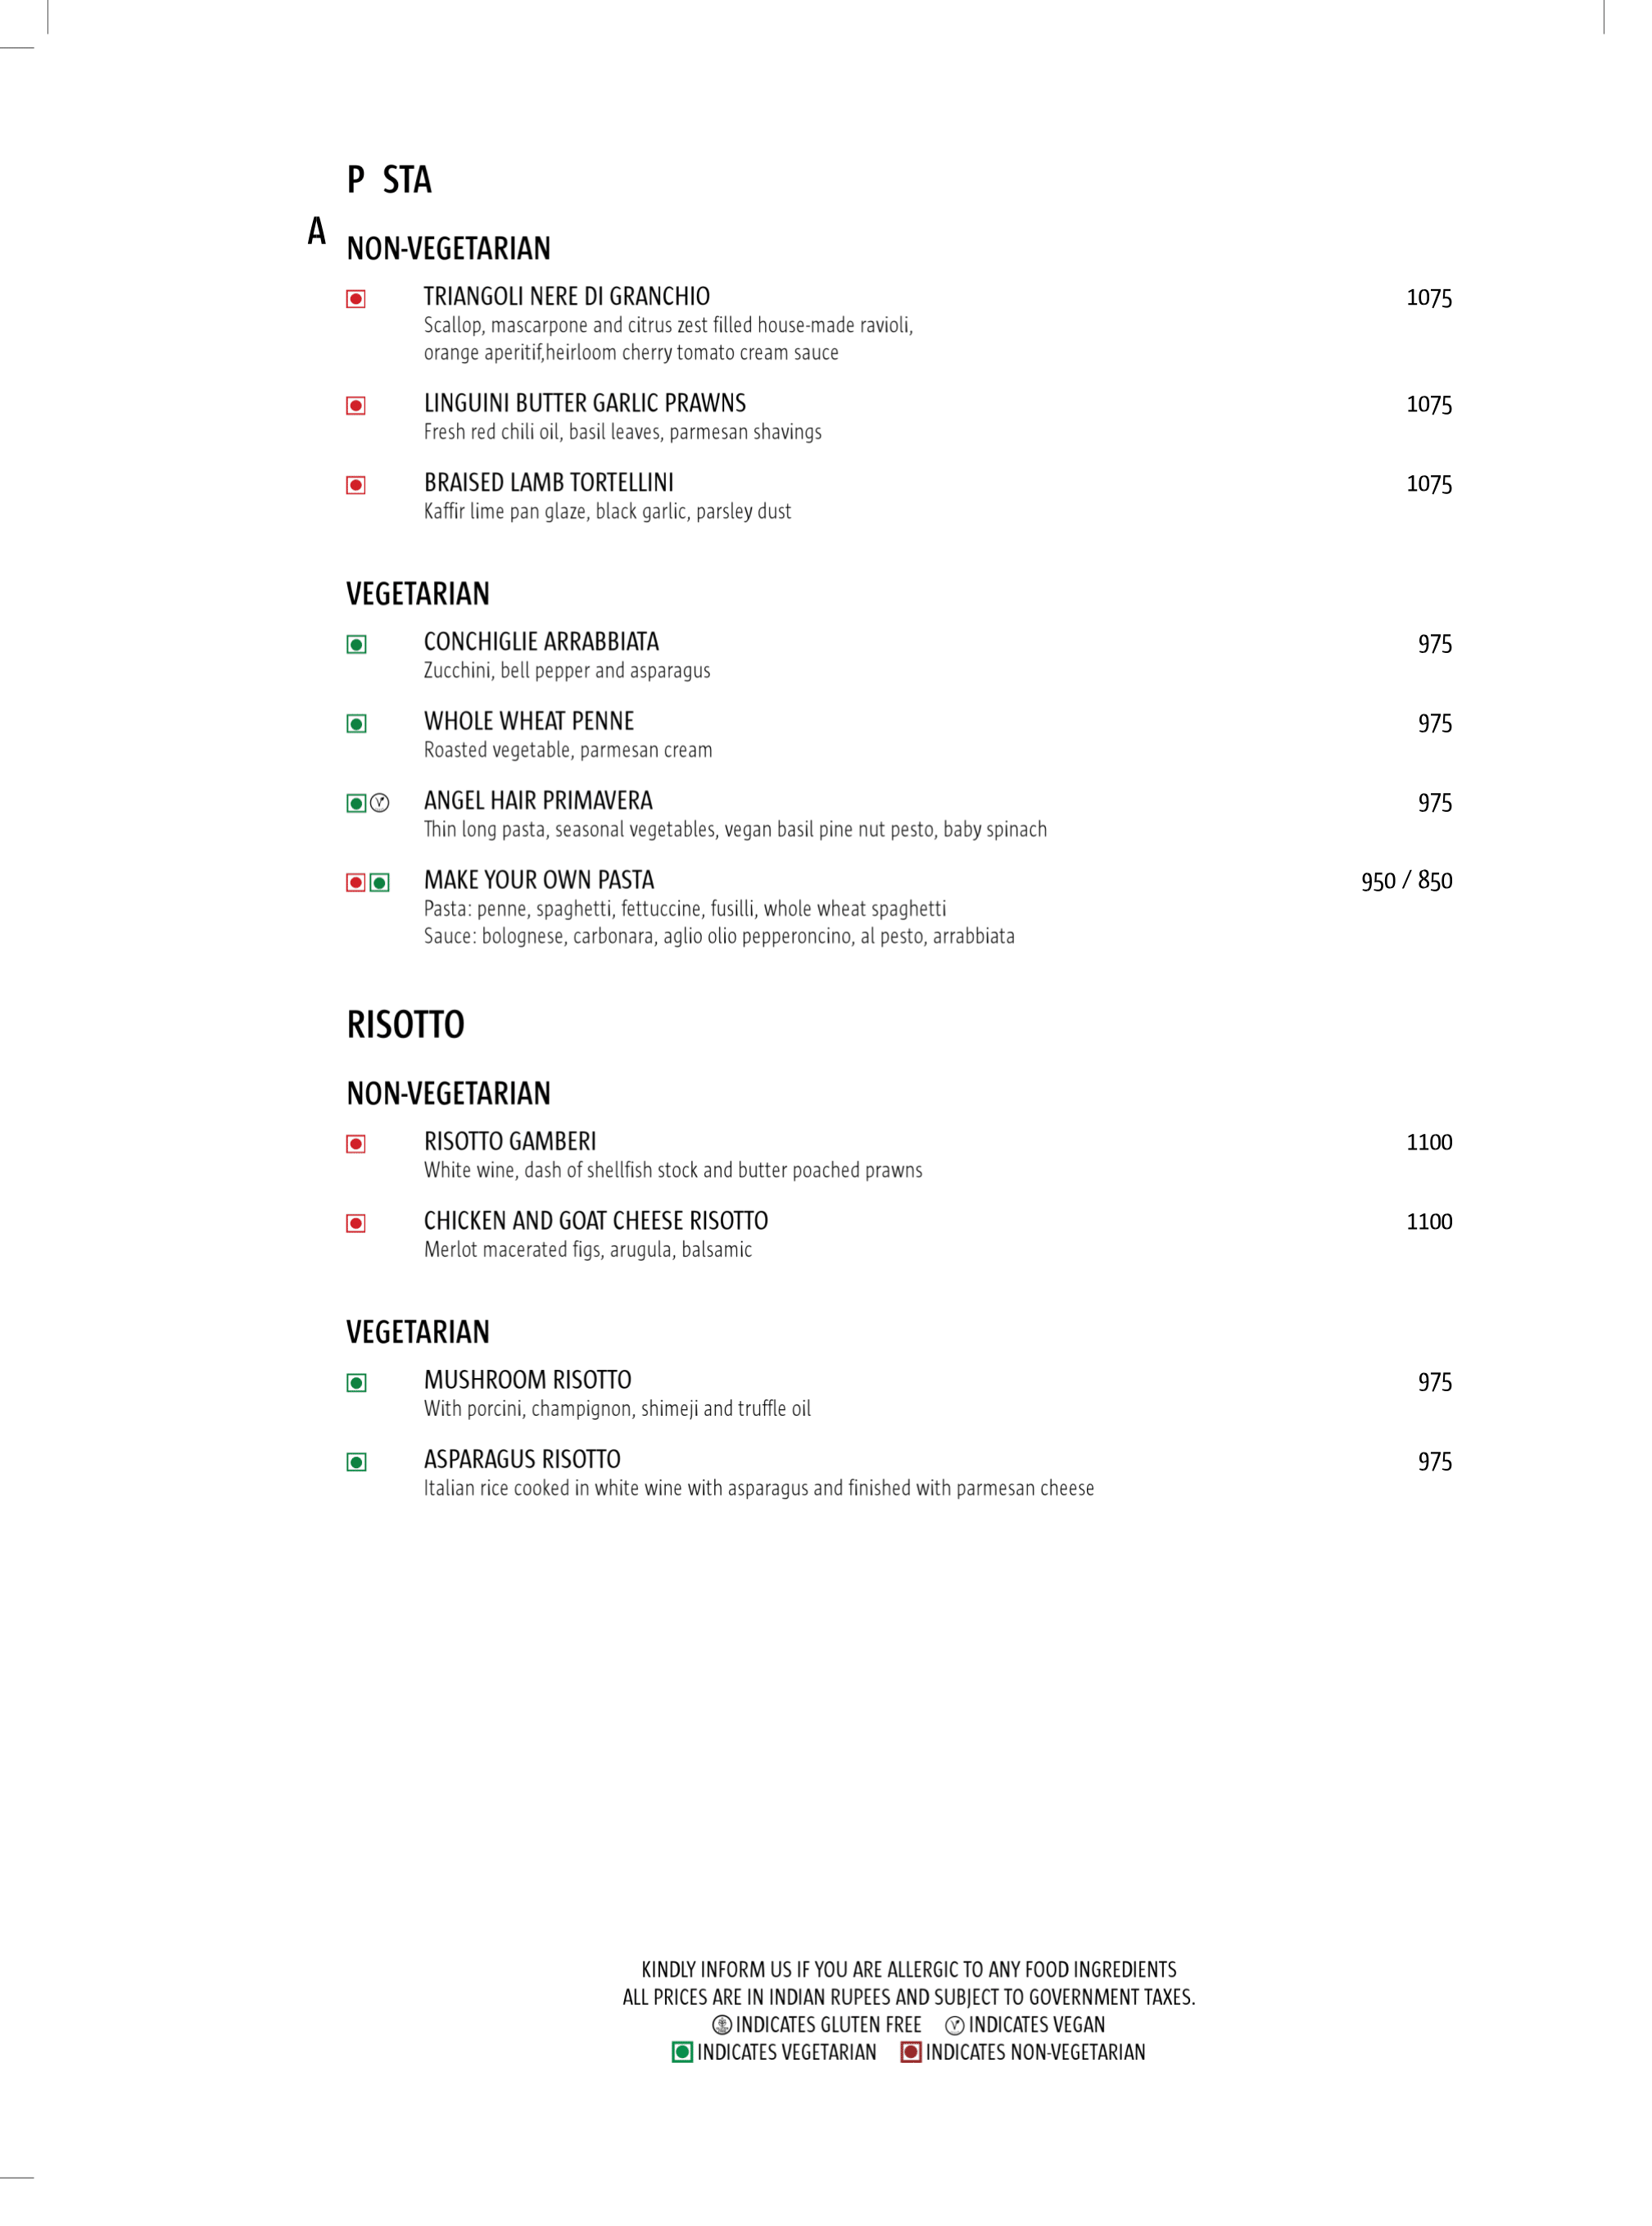 P STA
A
NON-VEGETARIAN
TRIANGOLI NERE DI GRANCHIO 1075
Scallop, mascarpone and citrus zest filled house-made ravioli,
orange aperitif,heirloom cherry tomato cream sauce
LINGUINI BUTTER GARLIC PRAWNS 1075
Fresh red chili oil, basil leaves, parmesan shavings
BRAISED LAMB TORTELLINI 1075
Kaffir lime pan glaze, black garlic, parsley dust
VEGETARIAN
CONCHIGLIE ARRABBIATA 975
Zucchini, bell pepper and asparagus
WHOLE WHEAT PENNE 975
Roasted vegetable, parmesan cream
ANGEL HAIR PRIMAVERA 975
Thin long pasta, seasonal vegetables, vegan basil pine nut pesto, baby spinach
MAKE YOUR OWN PASTA 950 / 850
Pasta: penne, spaghetti, fettuccine, fusilli, whole wheat spaghetti
Sauce: bolognese, carbonara, aglio olio pepperoncino, al pesto, arrabbiata
RISOTTO
NON-VEGETARIAN
RISOTTO GAMBERI 1100
White wine, dash of shellfish stock and butter poached prawns
CHICKEN AND GOAT CHEESE RISOTTO 1100
Merlot macerated figs, arugula, balsamic
VEGETARIAN
MUSHROOM RISOTTO 975
With porcini, champignon, shimeji and truffle oil
ASPARAGUS RISOTTO 975
Italian rice cooked in white wine with asparagus and finished with parmesan cheese
KINDLY INFORM US IF YOU ARE ALLERGIC TO ANY FOOD INGREDIENTS
ALL PRICES ARE IN INDIAN RUPEES AND SUBJECT TO GOVERNMENT TAXES.
INDICATES GLUTEN FREE INDICATES VEGAN
INDICATES VEGETARIAN INDICATES NON-VEGETARIAN